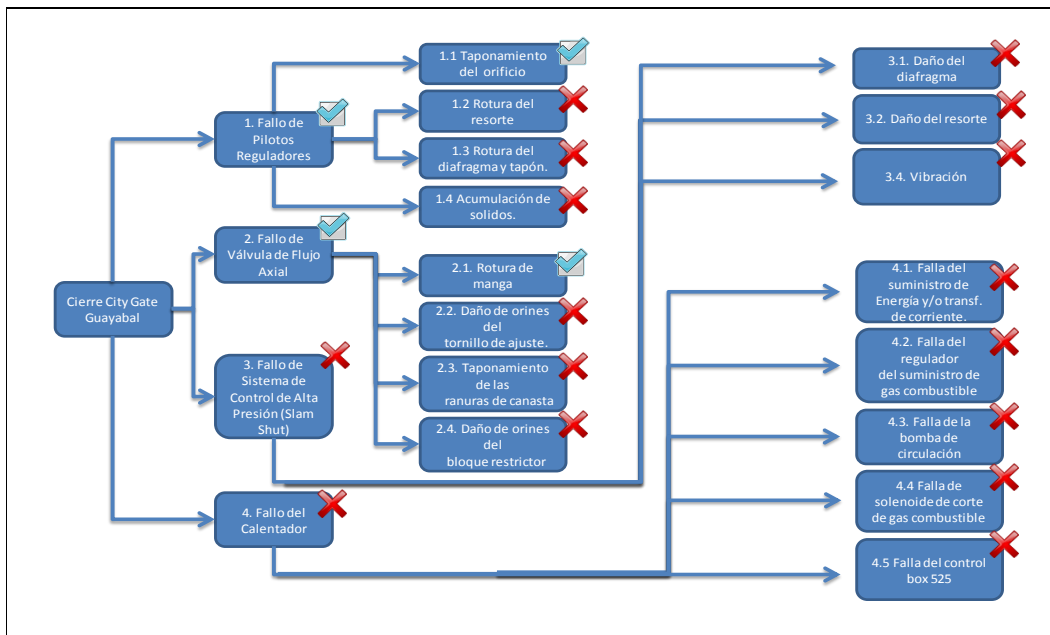 Cierre City Gate
Guayabal
1. Fallo de
Pilotos
Reguladores
2. Fallo de
Válvula de Flujo
Axial
3. Fallo de
Sistema de
Control de Alta
Presión (Slam
Shut)
4. Fallo del
Calentador
1.1 Taponamiento
del orificio
1.2 Rotura del
resorte
1.3 Rotura del
diafragma y tapón.
1.4 Acumulación de
solidos.
2.1. Rotura de
manga
2.2. Daño de orines
del
tornillo de ajuste.
2.3. Taponamiento
de las
ranuras de canasta
2.4. Daño de orines
del
bloque restrictor
3.1. Daño del
diafragma
3.2. Daño del resorte
3.4. Vibración
4.1. Falla del
suministro de
Energía y/o transf.
de corriente.
4.2. Falla del
regulador
del suministro de
gas combustible
4.3. Falla de la
bomba de
circulación
4.4 Falla de
solenoide de corte
de gas combustible
4.5 Falla del control
box 525